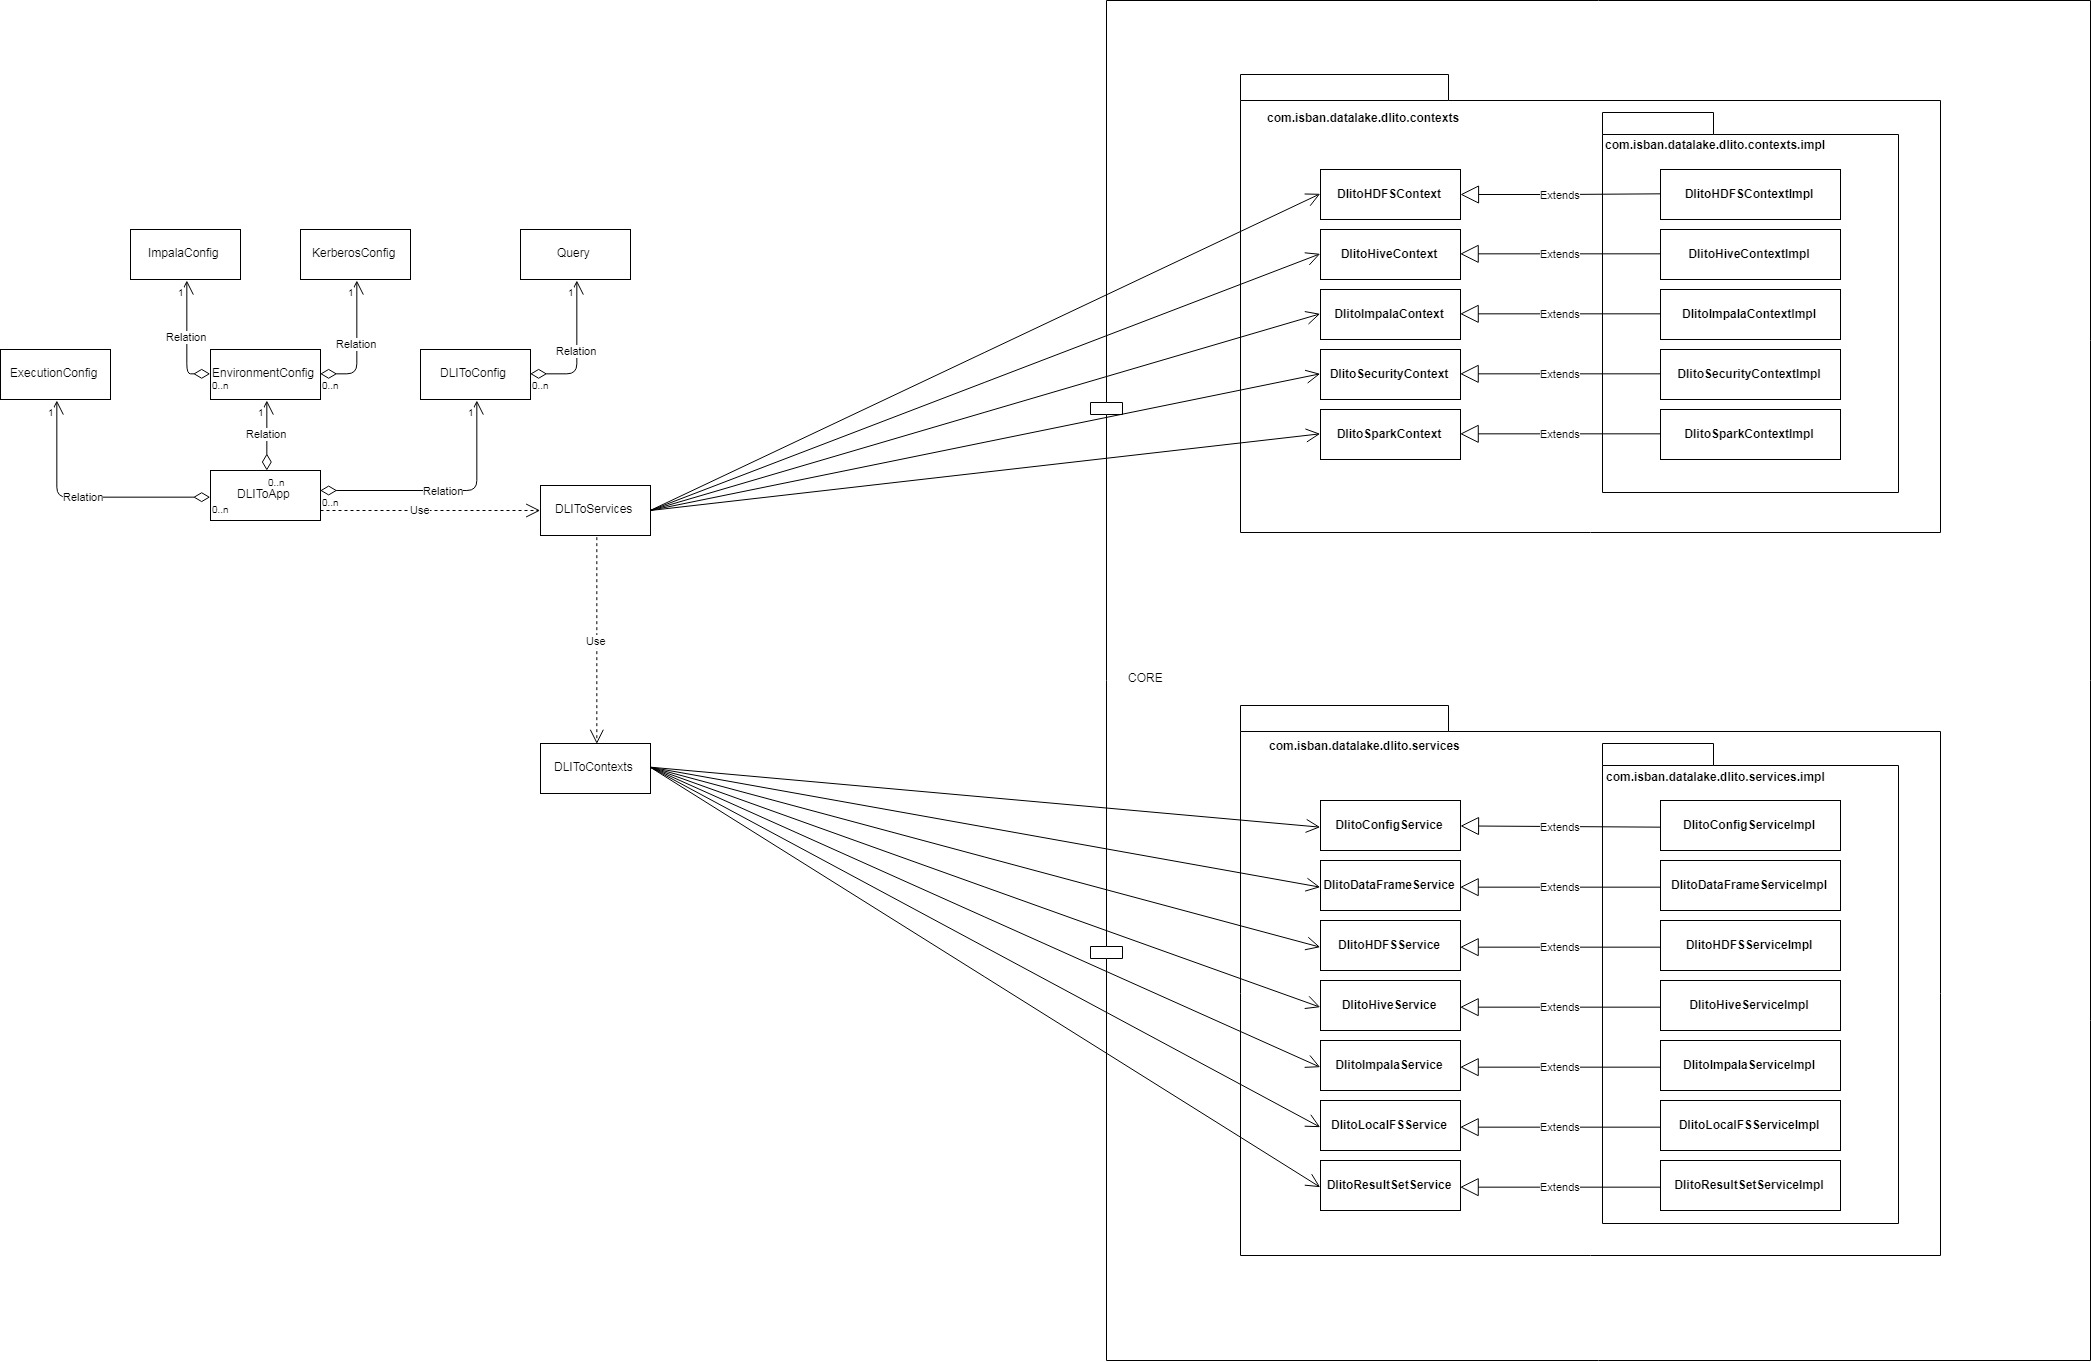 ImpalaConfig
KerberosConfig
Query
1
1
1
Relation
Relation
Relation
ExecutionConfig
EnvironmentConfig
0..n
0..n
DLIToConfig
0..n
1
1
1
Relation
DLIToApp
0..n
0..n
0..n
Relation
Relation
Use
DLIToServices
Use
DLIToContexts
CORE
com.isban.datalake.dlito.contexts
com.isban.datalake.dlito.contexts.impl
DlitoHDFSContext
Extends
DlitoHDFSContextImpl
DlitoHiveContext
Extends
DlitoHiveContextImpl
DlitoImpalaContext
Extends
DlitoImpalaContextImpl
DlitoSecurityContext
Extends
DlitoSecurityContextImpl
DlitoSparkContext
Extends
DlitoSparkContextImpl
com.isban.datalake.dlito.services
com.isban.datalake.dlito.services.impl
DlitoConfigService
Extends
DlitoConfigServiceImpl
DlitoDataFrameService
Extends
DlitoDataFrameServiceImpl
DlitoHDFSService
Extends
DlitoHDFSServiceImpl
DlitoHiveService
Extends
DlitoHiveServiceImpl
DlitoImpalaService
Extends
DlitoImpalaServiceImpl
DlitoLocalFSService
Extends
DlitoLocalFSServiceImpl
DlitoResultSetService
Extends
DlitoResultSetServiceImpl